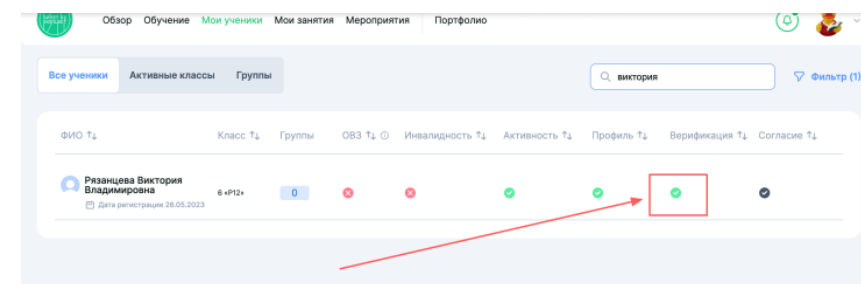 Обзор Обучение Мои ученики Мои занятия Мероприятия Портфолио
Все ученики Активные классы Группы
виктория
Фильтр (1)
ФИО Класс Группы ОВЗ Инвалидность Активность Профиль Верификация Согласие
Рязанцева Виктория
Владимировна
6 «Р12»
0
Дата регистрации 28.05.2023